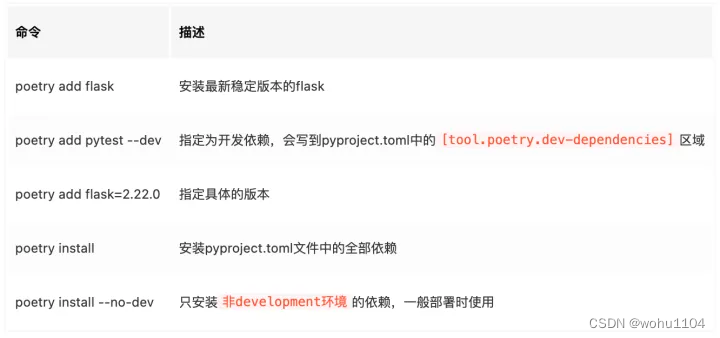 命令 描述
poetry add flask 安装最新稳定版本的flask
poetry add pytest --dev 指定为开发依赖，会写到pyproject.toml中的 [tool.poetry.dev-dependencies] 区域
poetry add flask=2.22.0 指定具体的版本
poetry install 安装pyproject.toml文件中的全部依赖
poetry install --no-dev 只安装 非development环境 的依赖，一般部署时使用
CSDN @wohu1104